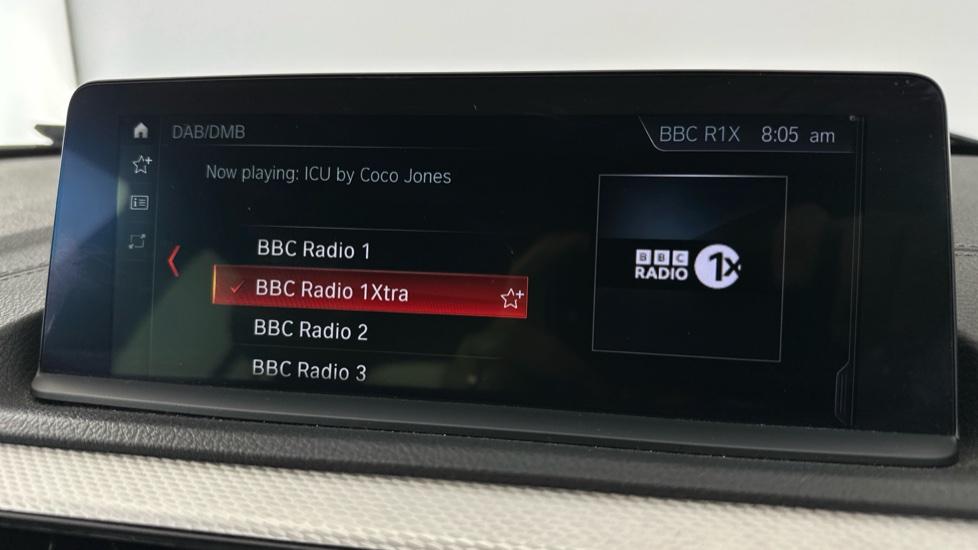 DAB/DMB
BBC R1X 8:05 am
Now playing: ICU by Coco Jones
BBC Radio 1
BBC Radio 1Xtra
BBC Radio 2
BBC Radio 3
BBC
RADIO 1X